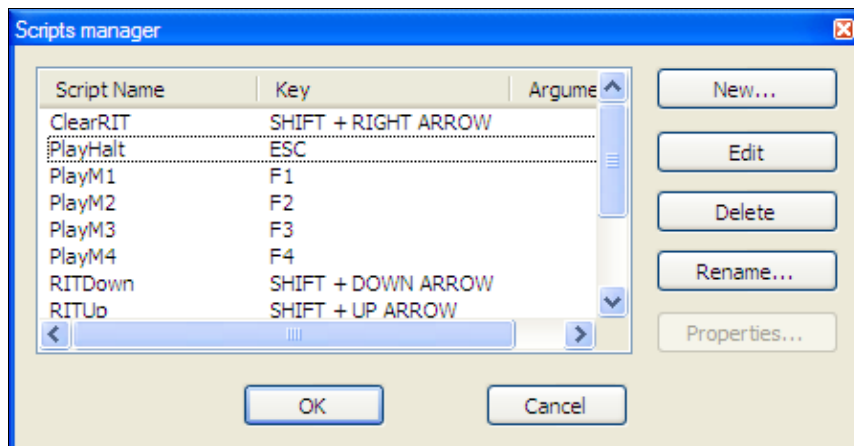 Scripts manager
Script Name Key Argume
ClearRIT SHIFT + RIGHT ARROW
PlayHalt ESC
PlayM1 F1
PlayM2 F2
PlayM3 F3
PlayM4 F4
RITDown SHIFT + DOWN ARROW
RITUp SHIFT + UP ARROW
New...
Edit
Delete
Rename...
Properties...
OK Cancel